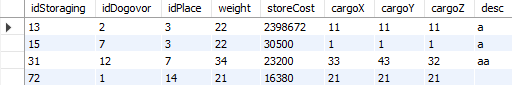 idStoraging idDogovor idPlace weight storeCost cargoX cargoY cargoZ desc
13 2 3 22 2398672 11 11 11 a
15 7 3 22 30500 1 1 1 a
31 12 7 34 23200 33 43 32 aa
72 1 14 21 16380 21 21 21